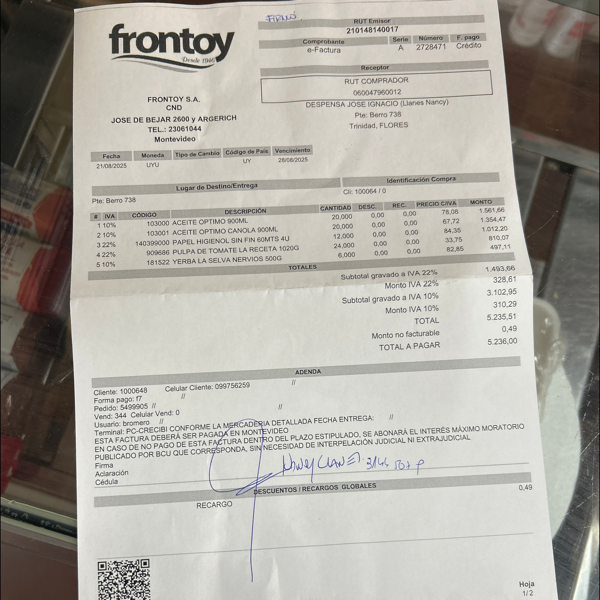 FIRMÓ
frontoy
Desde 1946
FRONTOY S.A.
CND
JOSE DE BEJAR 2600 y ARGERICH
TEL.: 23061044
Montevideo
RUT Emisor
210148140017
Comprobante Serie Número F. pago
e-Factura A 2728471 Crédito
Receptor
RUT COMPRADOR
060047960012
DESPENSA JOSE IGNACIO (Llanes Nancy)
Pte: Berro 738
Trinidad, FLORES
Fecha Moneda Tipo de Cambio Código de País Vencimiento
21/08/2025 UYU UY 28/08/2025
Lugar de Destino/Entrega Identificación Compra
Pte: Berro 738 Cli: 100064 / 0
# IVA CÓDIGO DESCRIPCIÓN CANTIDAD DESC. REC. PRECIO C/IVA MONTO
1 10% 103000 ACEITE OPTIMO 900ML 20,000 0,00 0,00 78,08 1.561,66
2 10% 103001 ACEITE OPTIMO CANOLA 900ML 20,000 0,00 0,00 67,72 1.354,47
3 22% 140399000 PAPEL HIGIENOL SIN FIN 60MTS 4U 12,000 0,00 0,00 84,35 1.012,20
4 22% 909686 PULPA DE TOMATE LA RECETA 1020G 24,000 0,00 0,00 33,75 810,07
5 10% 181522 YERBA LA SELVA NERVIOS 500G 6,000 0,00 0,00 82,85 497,11
TOTALES
Subtotal gravado a IVA 22% 1.493,66
Monto IVA 22% 328,61
Subtotal gravado a IVA 10% 3.102,95
Monto IVA 10% 310,29
TOTAL 5.235,51
Monto no facturable 0,49
TOTAL A PAGAR 5.236,00
ADENDA
Cliente: 1000648 Celular Cliente: 099756259 //
Forma pago: f7 //
Pedido: 5499905 //
Vend: 344 Celular Vend: 0 //
Usuario: bromero //
Terminal: PC-CRECIBI CONFORME LA MERCADERIA DETALLADA FECHA ENTREGA: //
ESTA FACTURA DEBERÁ SER PAGADA EN MONTEVIDEO
EN CASO DE NO PAGO DE ESTA FACTURA DENTRO DEL PLAZO ESTIPULADO, SE ABONARÁ EL INTERÉS MÁXIMO MORATORIO
PUBLICADO POR BCU QUE CORRESPONDA, SIN NECESIDAD DE INTERPELACIÓN JUDICIAL NI EXTRAJUDICIAL
Firma
Aclaración
Cédula
DESCUENTOS / RECARGOS GLOBALES
RECARGO 0,49
Hoja
1/2